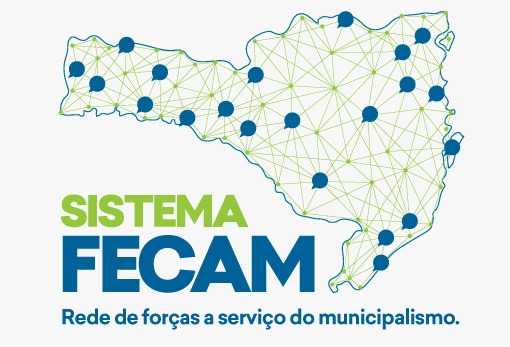 SISTEMA
FECAM
Rede de forças a serviço do municipalismo.